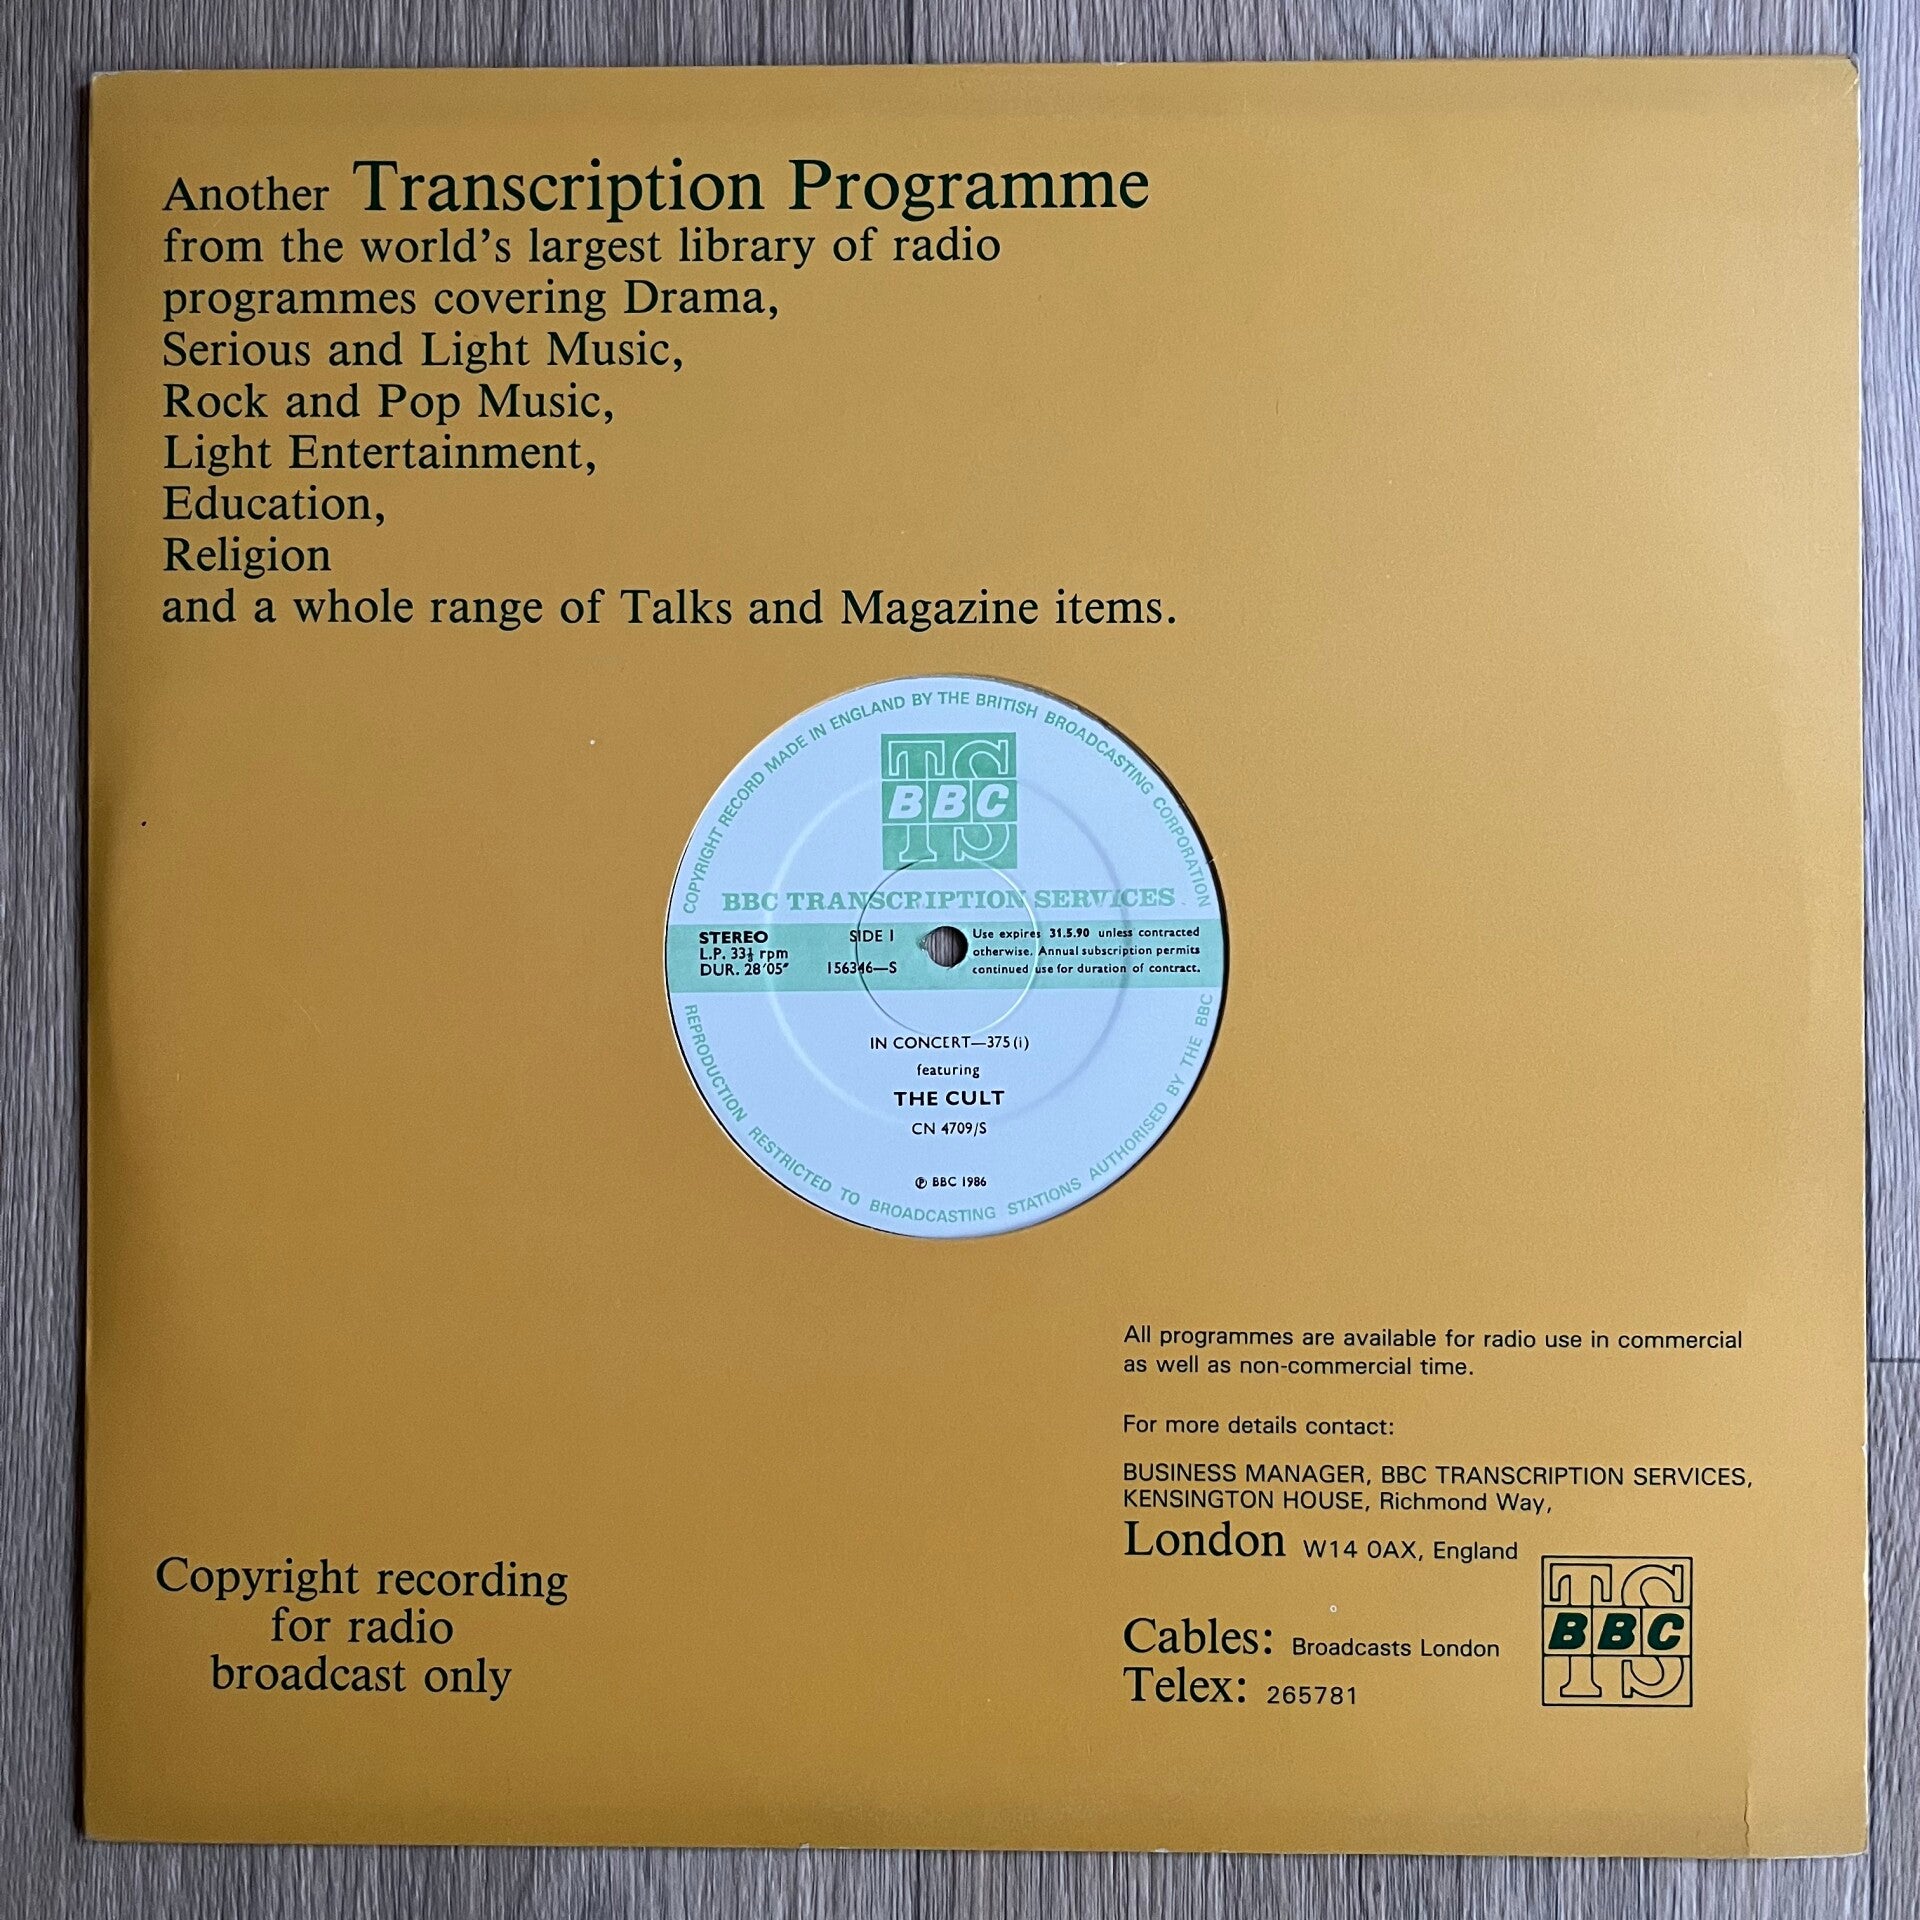 Another Transcription Programme
from the world's largest library of radio
programmes covering Drama,
Serious and Light Music,
Rock and Pop Music,
Light Entertainment,
Education,
Religion
and a whole range of Talks and Magazine items.
COPYRIGHT RECORD MADE IN ENGLAND BY THE BRITISH BROADCASTING CORPORATION
TS
BBC
BBC TRANSCRIPTION SERVICES
STEREO
L.P. 33⅓ rpm
DUR. 28'05"
SIDE 1
156346—S
Use expires 31.5.90 unless contracted
otherwise. Annual subscription permits
continued use for duration of contract.
IN CONCERT—375(i)
featuring
THE CULT
CN 4709/S
℗ BBC 1986
REPRODUCTION RESTRICTED TO BROADCASTING STATIONS AUTHORISED BY THE BBC
All programmes are available for radio use in commercial
as well as non-commercial time.
For more details contact:
BUSINESS MANAGER, BBC TRANSCRIPTION SERVICES,
KENSINGTON HOUSE, Richmond Way,
London W14 0AX, England
Cables: Broadcasts London
Telex: 265781
TS
BBC
Copyright recording
for radio
broadcast only